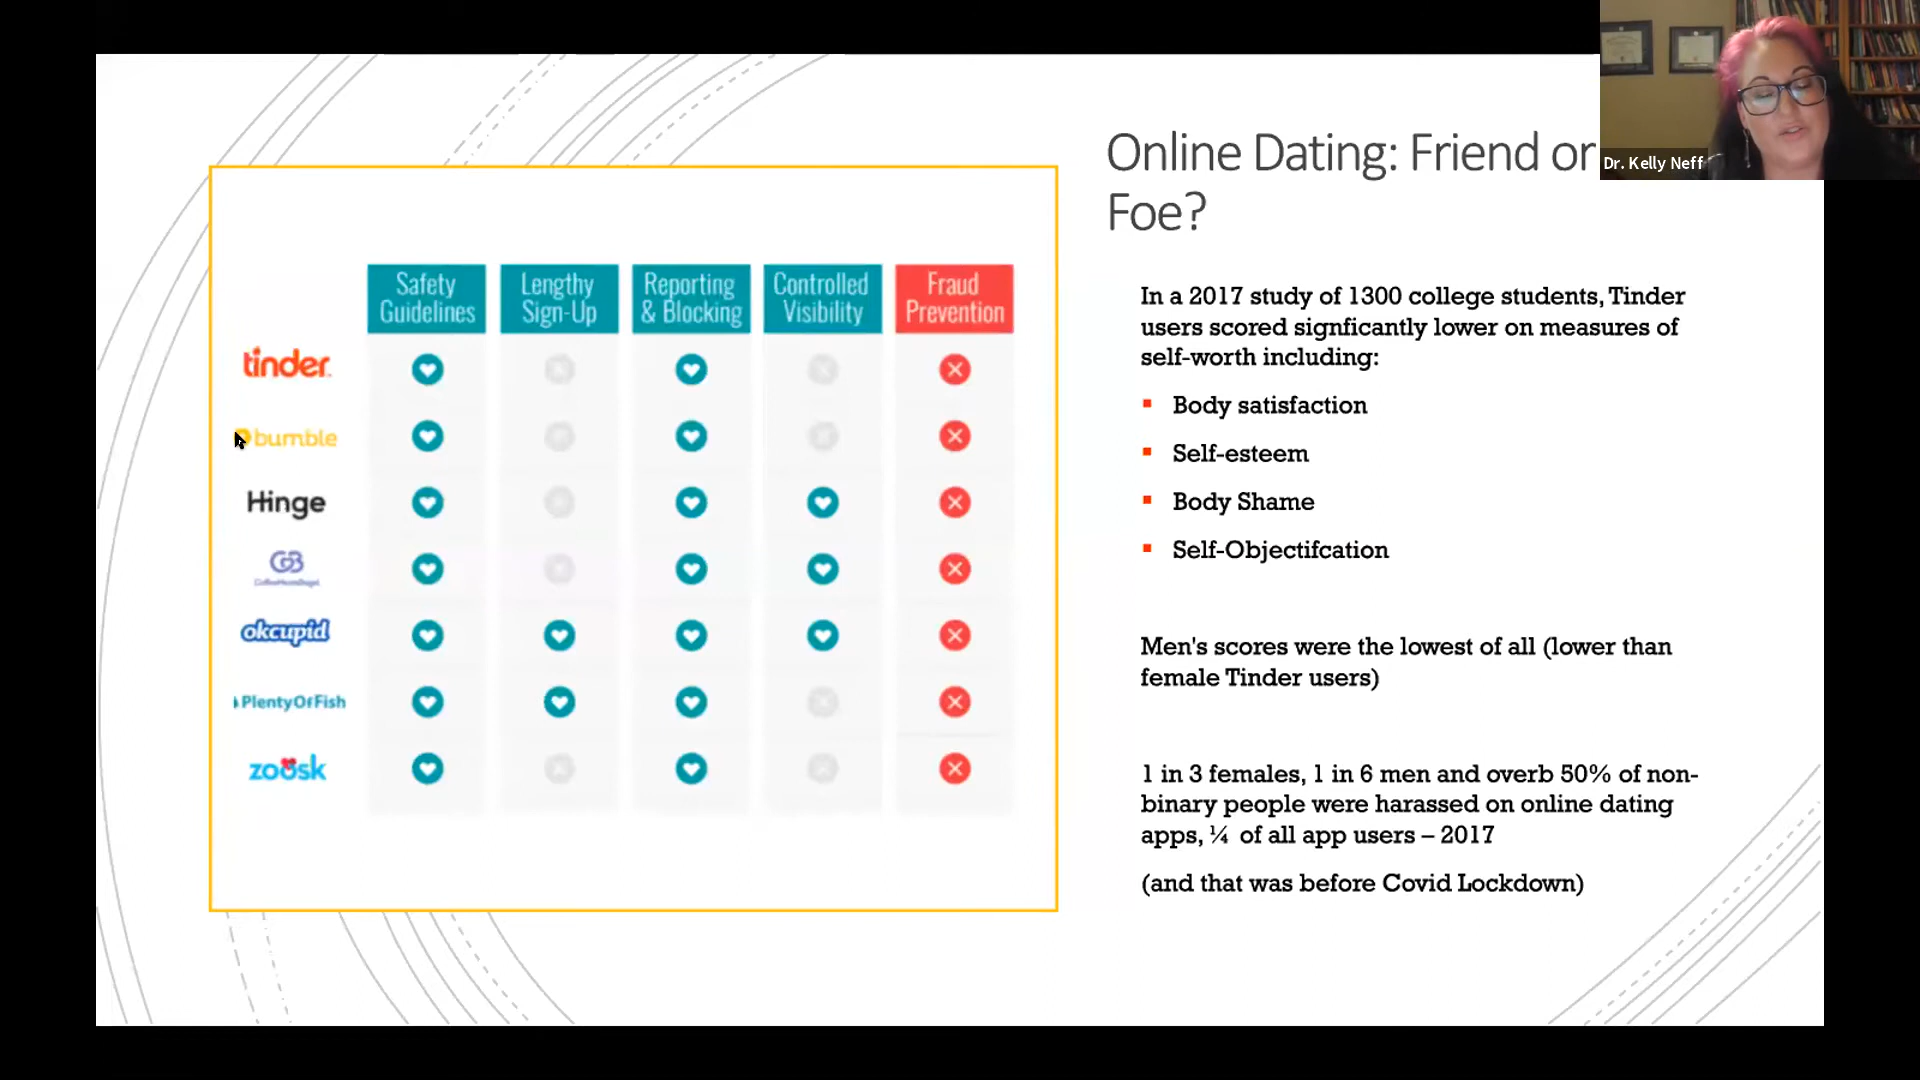 Online Dating: Friend or
Foe?
Dr. Kelly Neff
Safety
Guidelines
Lengthy
Sign-Up
Reporting
& Blocking
Controlled
Visibility
Fraud
Prevention
tinder
bumble
Hinge
CoffeeMeetsBagel
okcupid
PlentyOfFish
zoosk
In a 2017 study of 1300 college students, Tinder
users scored signficantly lower on measures of
self-worth including:
Body satisfaction
Self-esteem
Body Shame
Self-Objectifcation
Men's scores were the lowest of all (lower than
female Tinder users)
1 in 3 females, 1 in 6 men and overb 50% of non-
binary people were harassed on online dating
apps, ¼ of all app users – 2017
(and that was before Covid Lockdown)